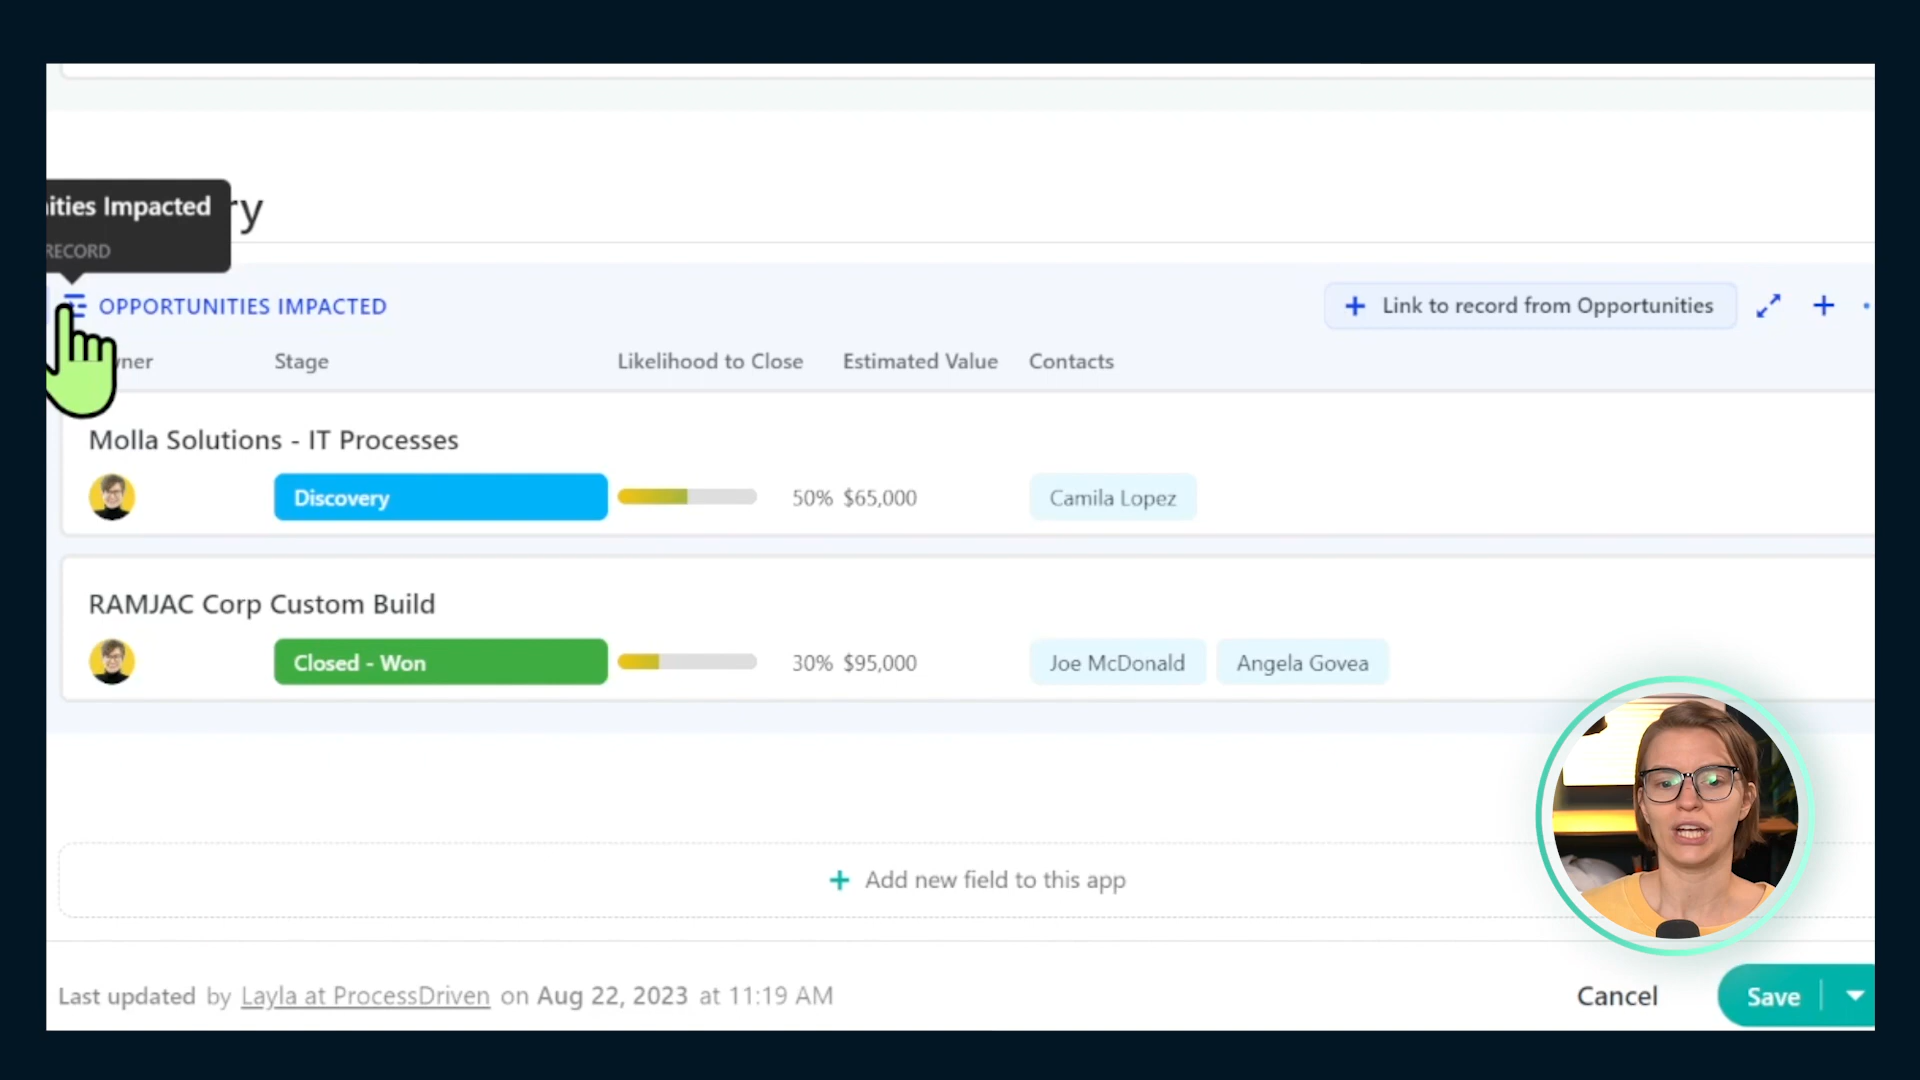 ities Impacted
ry
RECORD
OPPORTUNITIES IMPACTED
+ Link to record from Opportunities
ner Stage Likelihood to Close Estimated Value Contacts
Molla Solutions - IT Processes
Discovery 50% $65,000 Camila Lopez
RAMJAC Corp Custom Build
Closed - Won 30% $95,000 Joe McDonald Angela Govea
+ Add new field to this app
Last updated by Layla at ProcessDriven on Aug 22, 2023 at 11:19 AM
Cancel Save